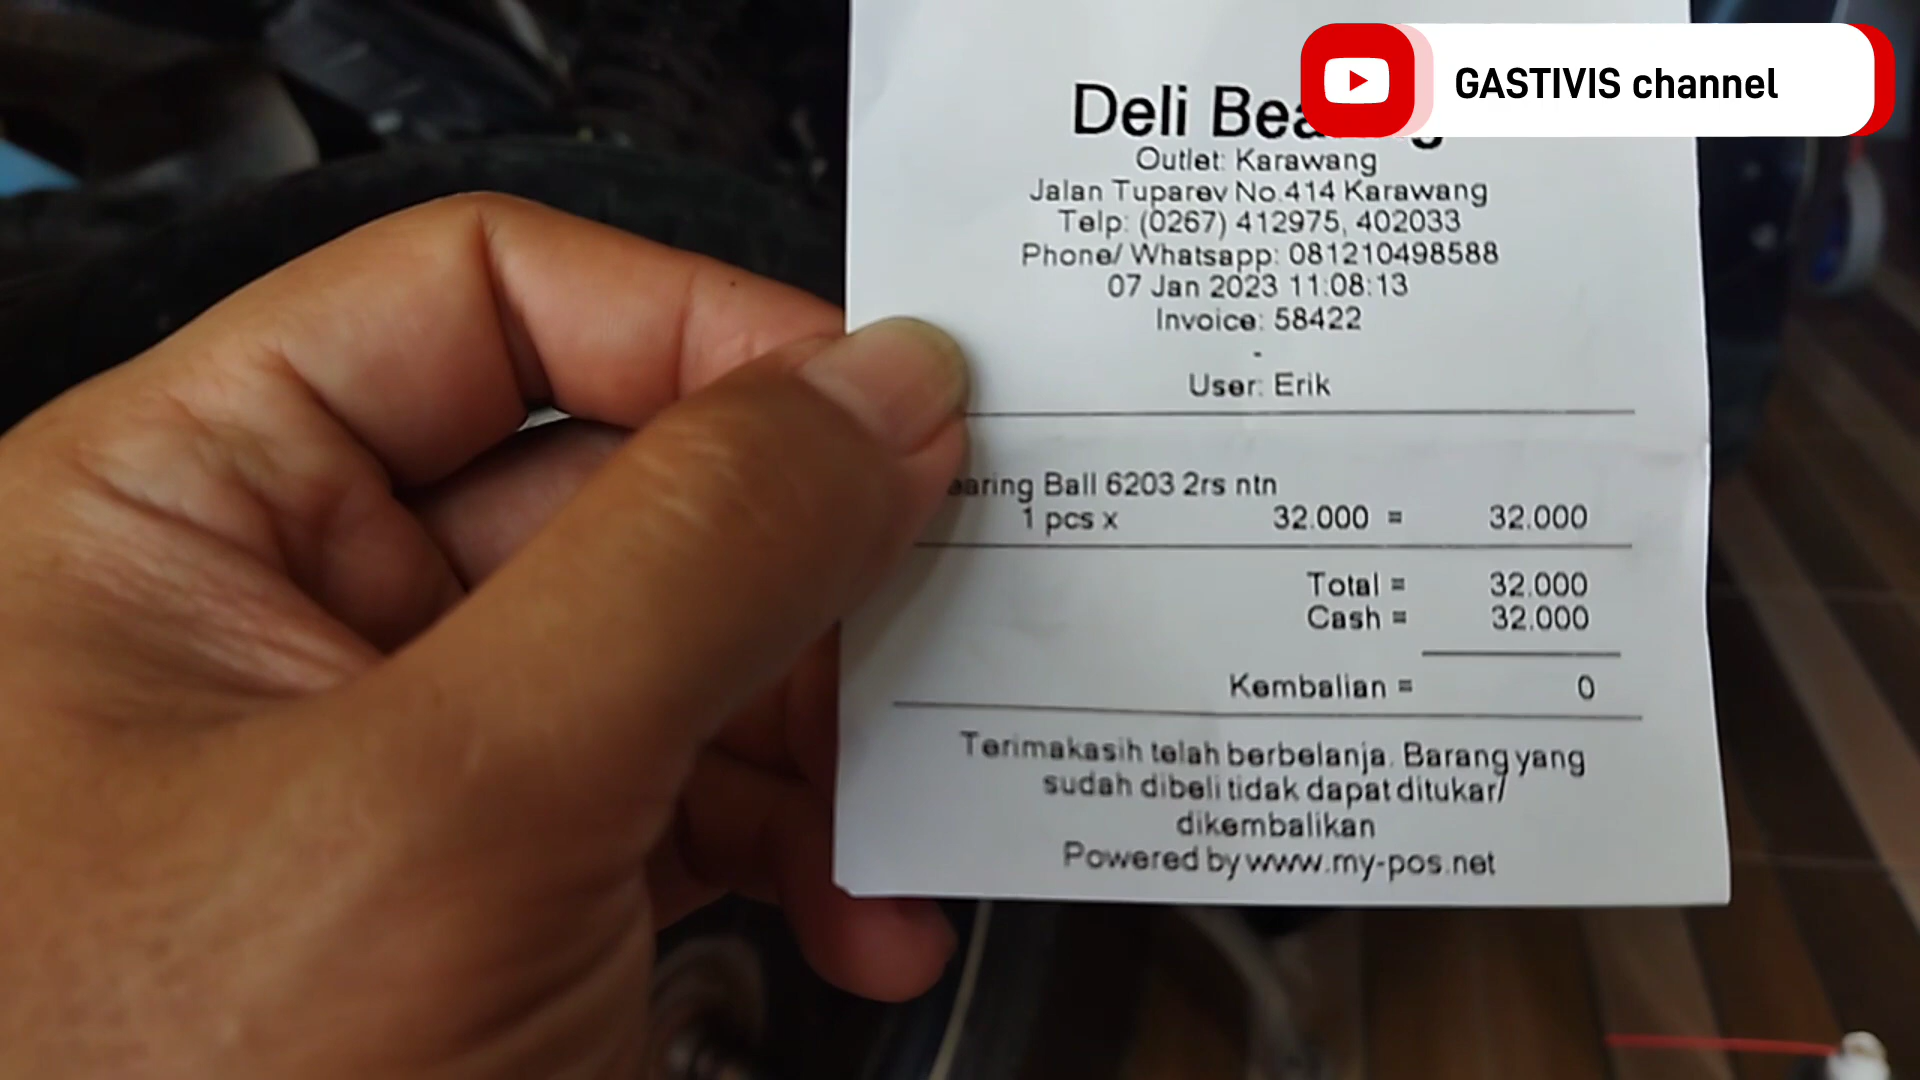 GASTIVIS channel
Deli
Outlet: Karawang
Jalan Tuparev No.414 Karawang
Telp: (0267) 412975, 402033
Phone/ Whatsapp: 081210498588
07 Jan 2023 11:08:13
Invoice: 58422
-
User: Erik
Ball 6203 2rs ntn
1 pcs x 32.000 = 32.000
Total = 32.000
Cash = 32.000
Kembalian = 0
Terimakasih telah berbelanja. Barang yang
sudah dibeli tidak dapat ditukar/
dikembalikan
Powered by www.my-pos.net